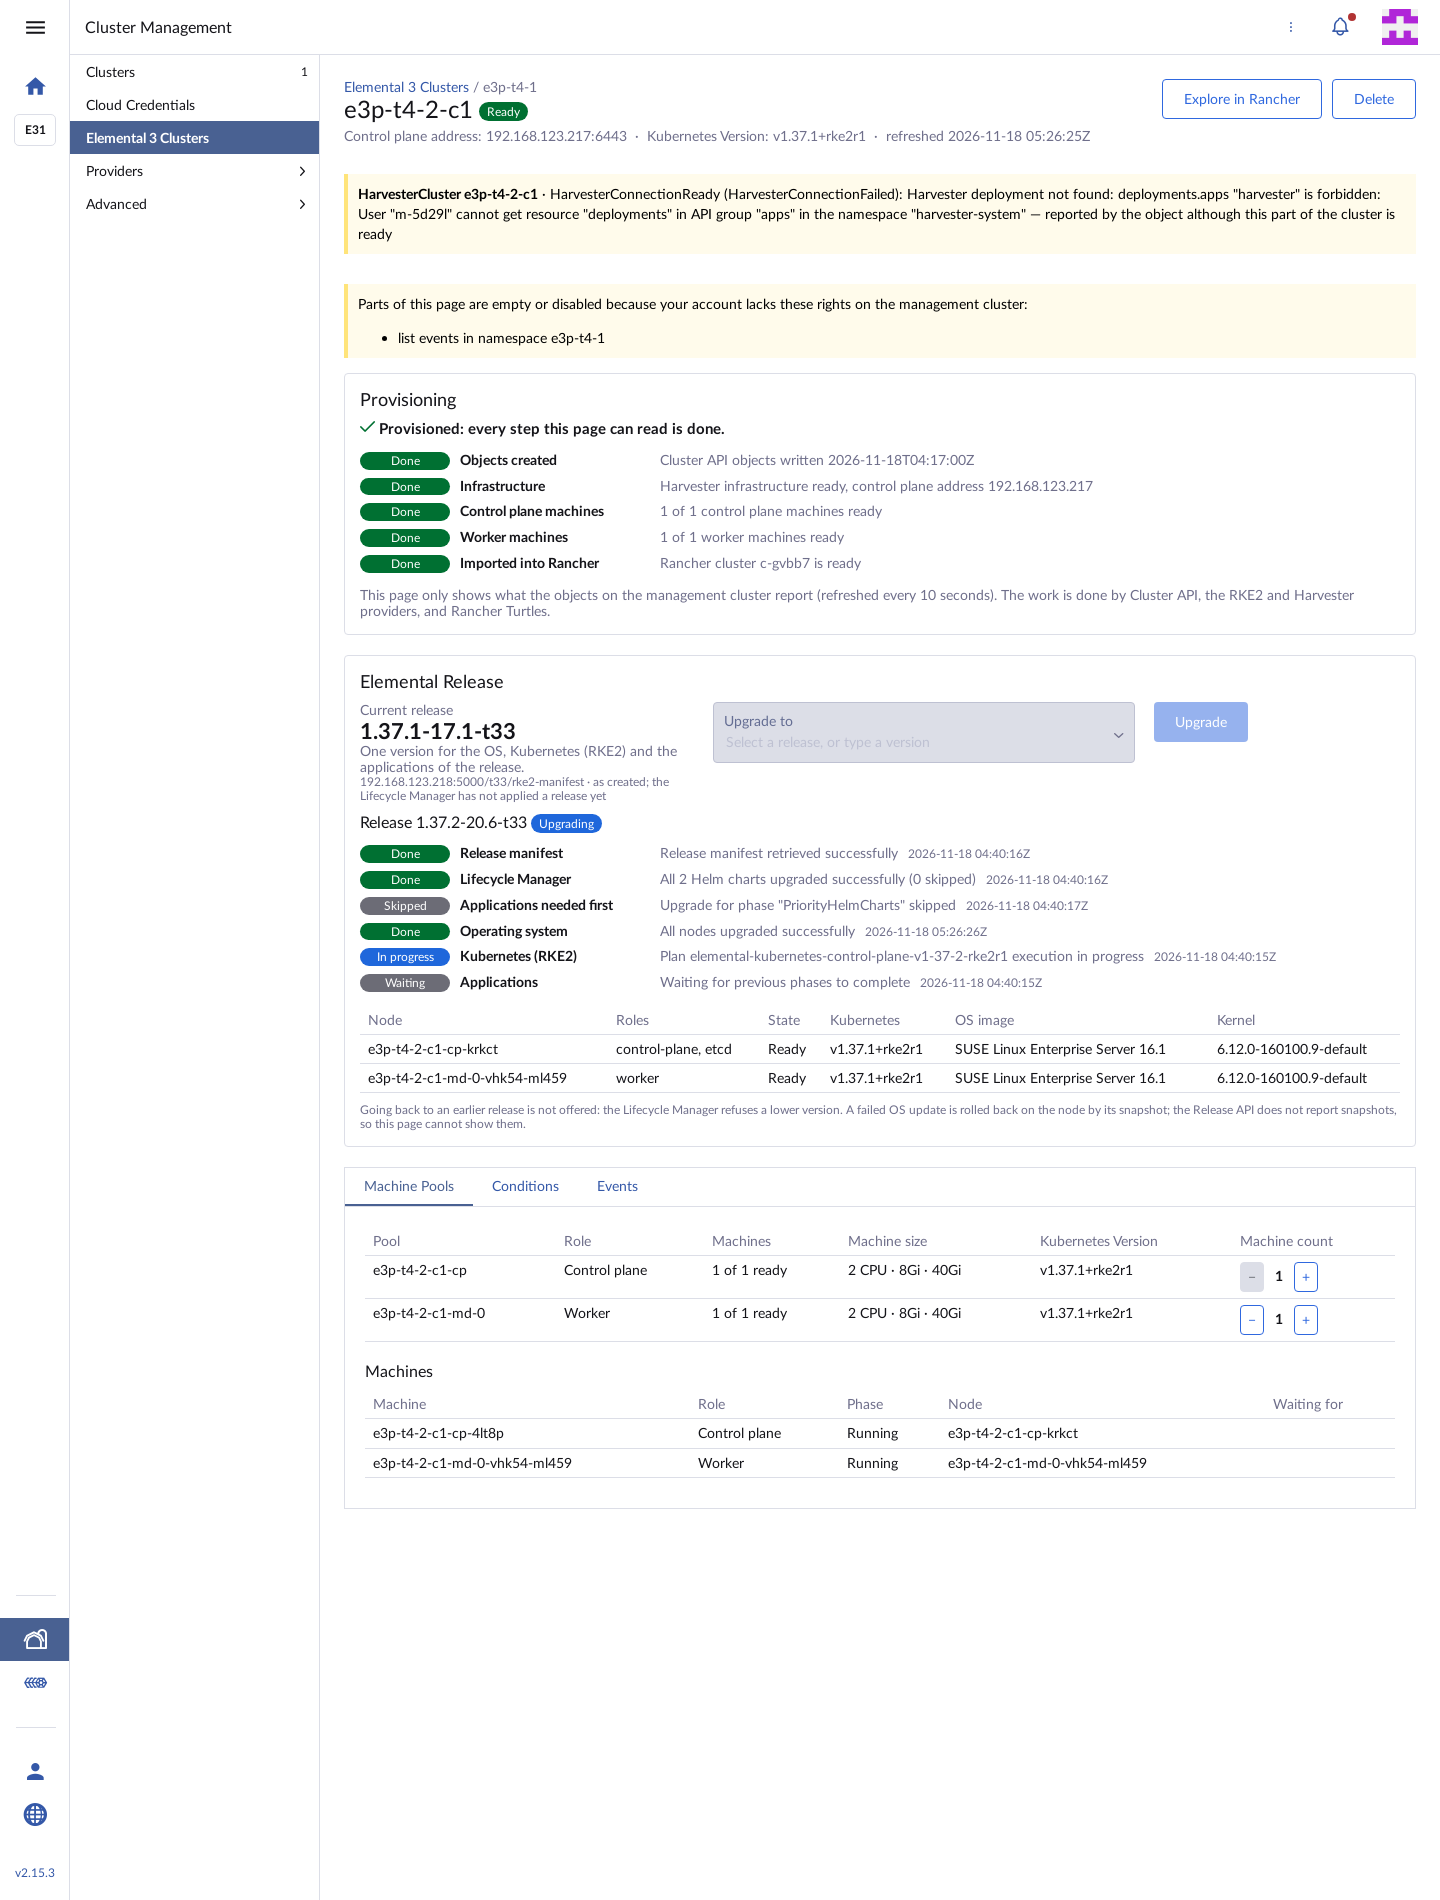 Cluster Management
Clusters 1
Cloud Credentials
E31
Elemental 3 Clusters
Providers
Advanced
Elemental 3 Clusters / e3p-t4-1
e3p-t4-2-c1 Ready
Explore in Rancher Delete
Control plane address: 192.168.123.217:6443 · Kubernetes Version: v1.37.1+rke2r1 · refreshed 2026-11-18 05:26:25Z
HarvesterCluster e3p-t4-2-c1 · HarvesterConnectionReady (HarvesterConnectionFailed): Harvester deployment not found: deployments.apps "harvester" is forbidden:
User "m-5d29l" cannot get resource "deployments" in API group "apps" in the namespace "harvester-system" — reported by the object although this part of the cluster is
ready
Parts of this page are empty or disabled because your account lacks these rights on the management cluster:
• list events in namespace e3p-t4-1
Provisioning
Provisioned: every step this page can read is done.
Done Objects created Cluster API objects written 2026-11-18T04:17:00Z
Done Infrastructure Harvester infrastructure ready, control plane address 192.168.123.217
Done Control plane machines 1 of 1 control plane machines ready
Done Worker machines 1 of 1 worker machines ready
Done Imported into Rancher Rancher cluster c-gvbb7 is ready
This page only shows what the objects on the management cluster report (refreshed every 10 seconds). The work is done by Cluster API, the RKE2 and Harvester
providers, and Rancher Turtles.
Elemental Release
Current release
1.37.1-17.1-t33
One version for the OS, Kubernetes (RKE2) and the
applications of the release.
192.168.123.218:5000/t33/rke2-manifest · as created; the
Lifecycle Manager has not applied a release yet
Upgrade to
Select a release, or type a version
Upgrade
Release 1.37.2-20.6-t33 Upgrading
Done Release manifest Release manifest retrieved successfully 2026-11-18 04:40:16Z
Done Lifecycle Manager All 2 Helm charts upgraded successfully (0 skipped) 2026-11-18 04:40:16Z
Skipped Applications needed first Upgrade for phase "PriorityHelmCharts" skipped 2026-11-18 04:40:17Z
Done Operating system All nodes upgraded successfully 2026-11-18 05:26:26Z
In progress Kubernetes (RKE2) Plan elemental-kubernetes-control-plane-v1-37-2-rke2r1 execution in progress 2026-11-18 04:40:15Z
Waiting Applications Waiting for previous phases to complete 2026-11-18 04:40:15Z
Node Roles State Kubernetes OS image Kernel
e3p-t4-2-c1-cp-krkct control-plane, etcd Ready v1.37.1+rke2r1 SUSE Linux Enterprise Server 16.1 6.12.0-160100.9-default
e3p-t4-2-c1-md-0-vhk54-ml459 worker Ready v1.37.1+rke2r1 SUSE Linux Enterprise Server 16.1 6.12.0-160100.9-default
Going back to an earlier release is not offered: the Lifecycle Manager refuses a lower version. A failed OS update is rolled back on the node by its snapshot; the Release API does not report snapshots,
so this page cannot show them.
Machine Pools Conditions Events
Pool Role Machines Machine size Kubernetes Version Machine count
e3p-t4-2-c1-cp Control plane 1 of 1 ready 2 CPU · 8Gi · 40Gi v1.37.1+rke2r1 − 1 +
e3p-t4-2-c1-md-0 Worker 1 of 1 ready 2 CPU · 8Gi · 40Gi v1.37.1+rke2r1 − 1 +
Machines
Machine Role Phase Node Waiting for
e3p-t4-2-c1-cp-4lt8p Control plane Running e3p-t4-2-c1-cp-krkct
e3p-t4-2-c1-md-0-vhk54-ml459 Worker Running e3p-t4-2-c1-md-0-vhk54-ml459
v2.15.3